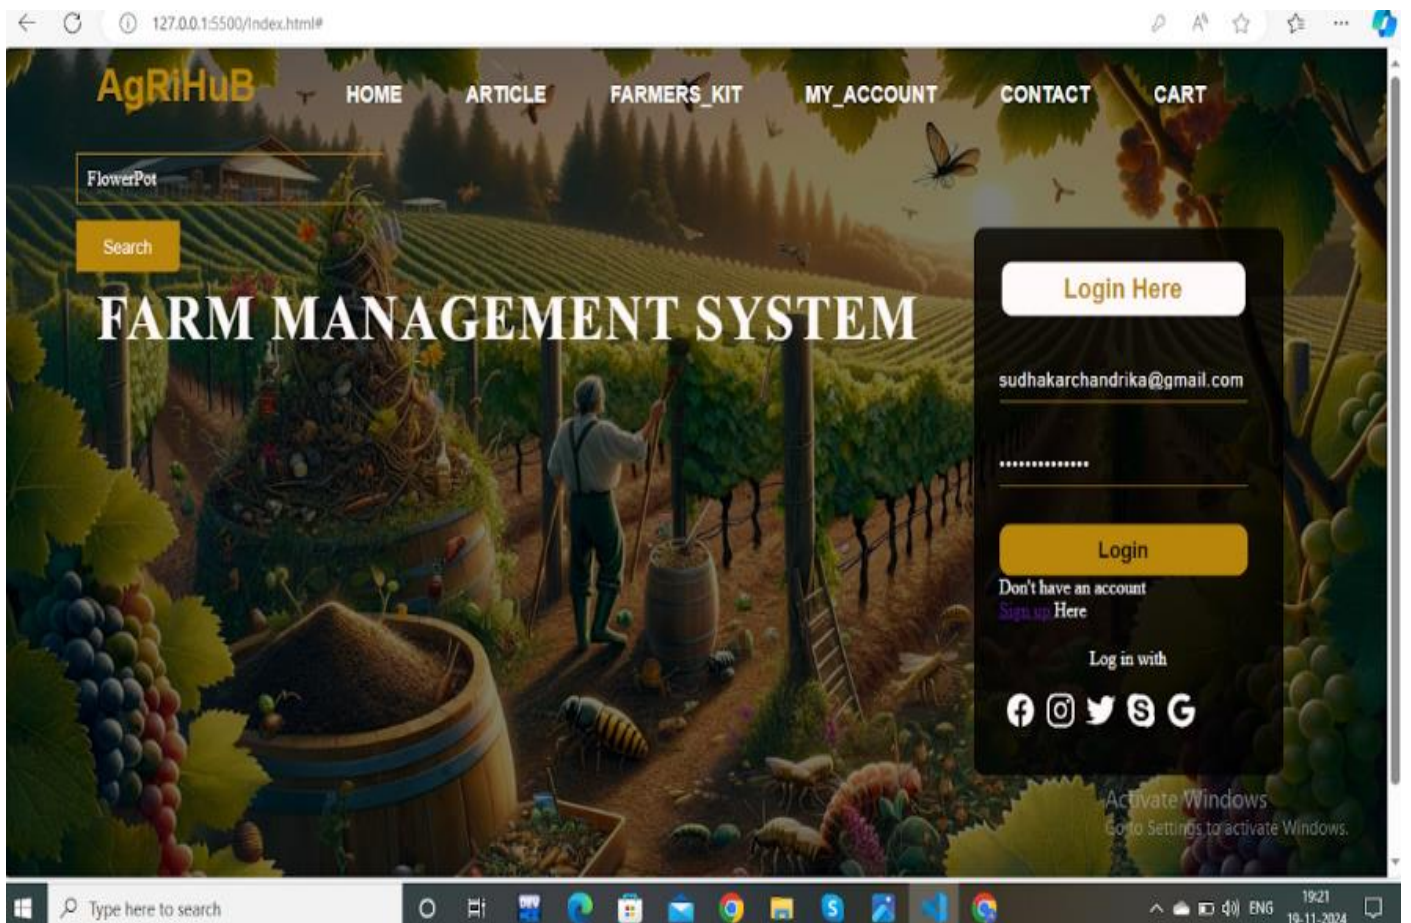 127.0.0.1:5500/Index.html#
AgRiHuB
HOME ARTICLE FARMERS_KIT MY_ACCOUNT CONTACT CART
FlowerPot
Search
FARM MANAGEMENT SYSTEM
Login Here
sudhakarchandrika@gmail.com
Login
Don't have an account
Sign up Here
Log in with
Activate Windows
Go to Settings to activate Windows.
Type here to search
ENG
19:21
19-11-2024